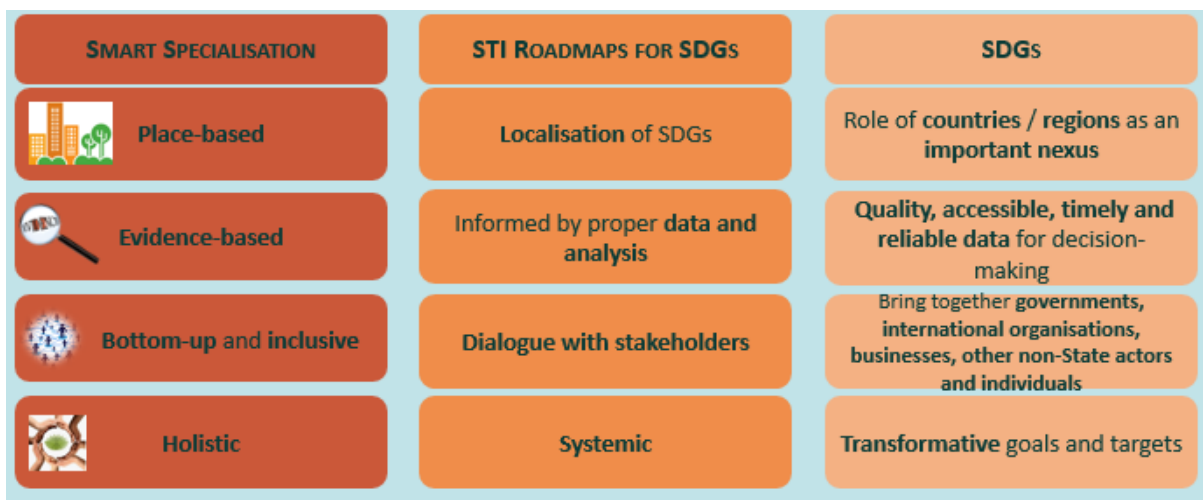 SMART SPECIALISATION
STI ROADMAPS FOR SDGS
SDGS
Place-based
Localisation of SDGs
Role of countries / regions as an
important nexus
Evidence-based
Informed by proper data and
analysis
Quality, accessible, timely and
reliable data for decision-
making
Bottom-up and inclusive
Dialogue with stakeholders
Bring together governments,
international organisations,
businesses, other non-State actors
and individuals
Holistic
Systemic
Transformative goals and targets